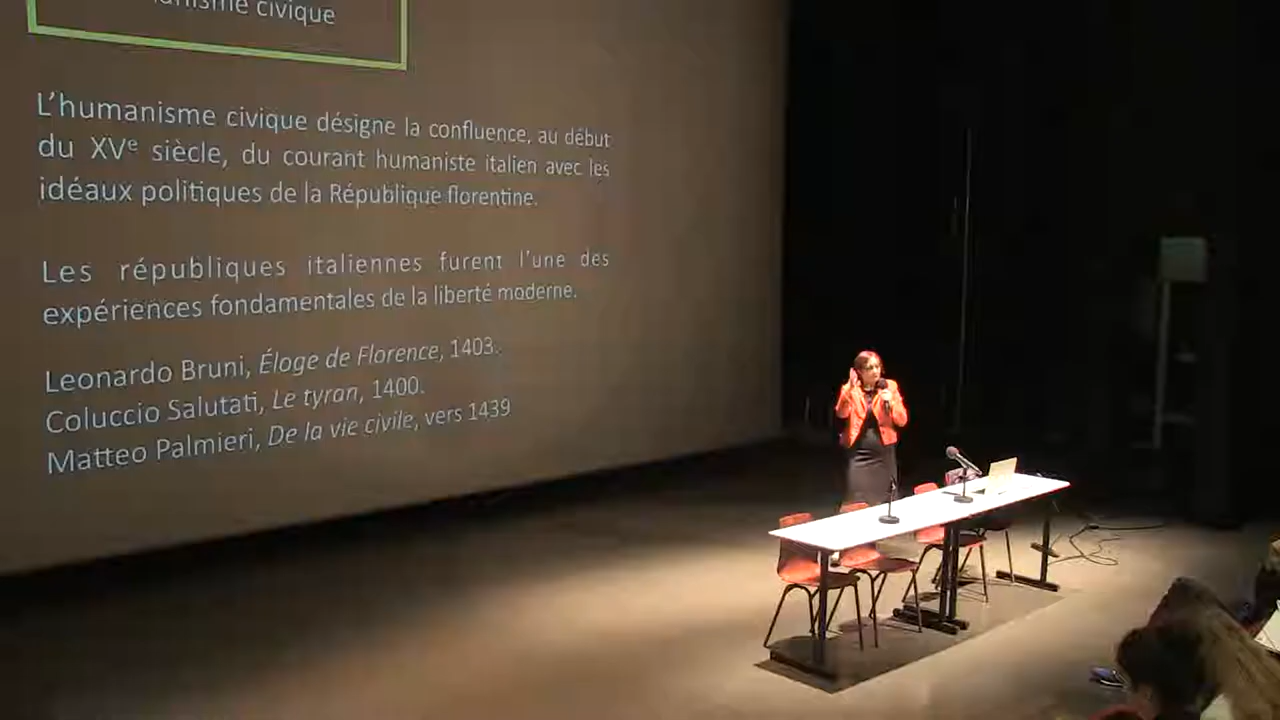 civique
L'humanisme civique désigne la confluence, au début
du XVᵉ siècle, du courant humaniste italien avec les
idéaux politiques de la République florentine.
Les républiques italiennes furent l'une des
expériences fondamentales de la liberté moderne.
Leonardo Bruni, Éloge de Florence, 1403.
Coluccio Salutati, Le tyran, 1400.
Matteo Palmieri, De la vie civile, vers 1439